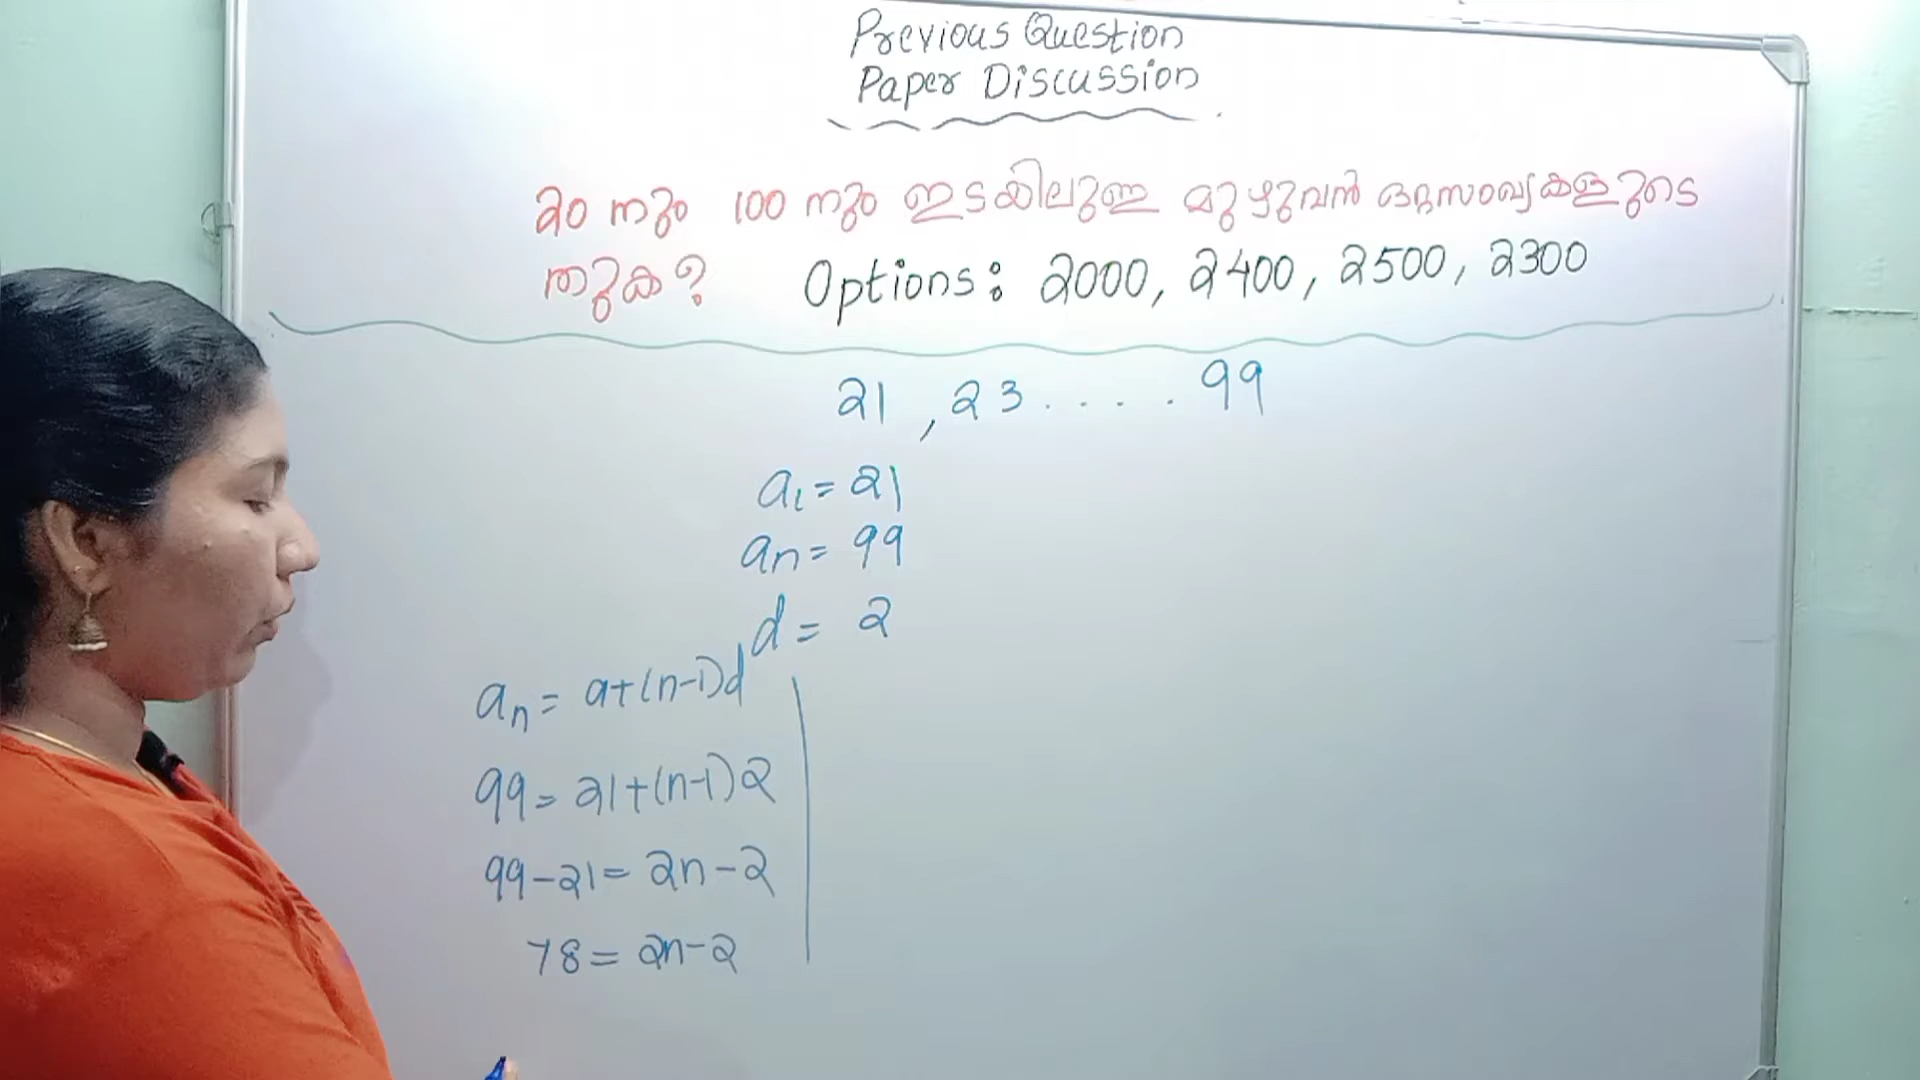 Previous Question
Paper Discussion
20 നും 100 നും ഇടയിലുള്ള മുഴുവൻ ഒറ്റസംഖ്യകളുടെ
തുക? Options: 2000, 2400, 2500, 2300
21, 23 . . . . 99
a₁ = 21
aₙ = 99
d = 2
aₙ = a+(n-1)d
99 = 21+(n-1)2
99-21 = 2n-2
78 = 2n-2